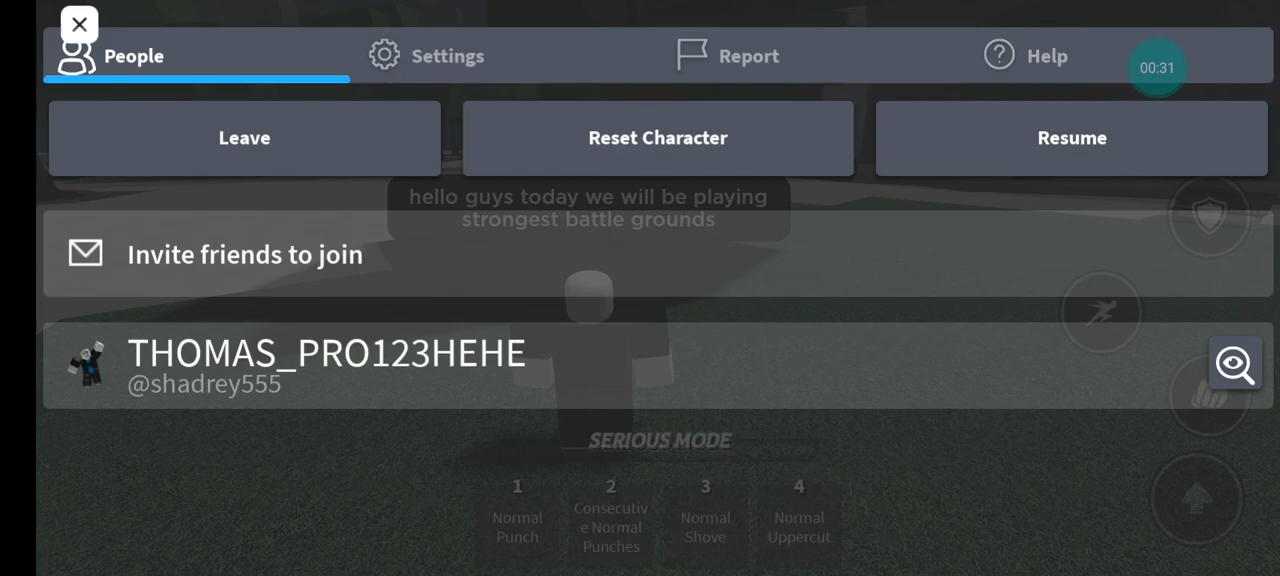 People
Settings
Report
Help
00:31
Leave
Reset Character
Resume
hello guys today we will be playing
strongest battle grounds
Invite friends to join
THOMAS_PRO123HEHE
@shadrey555
SERIOUS MODE
1
2
3
4
Normal
Punch
Consecutiv
e Normal
Punches
Normal
Shove
Normal
Uppercut